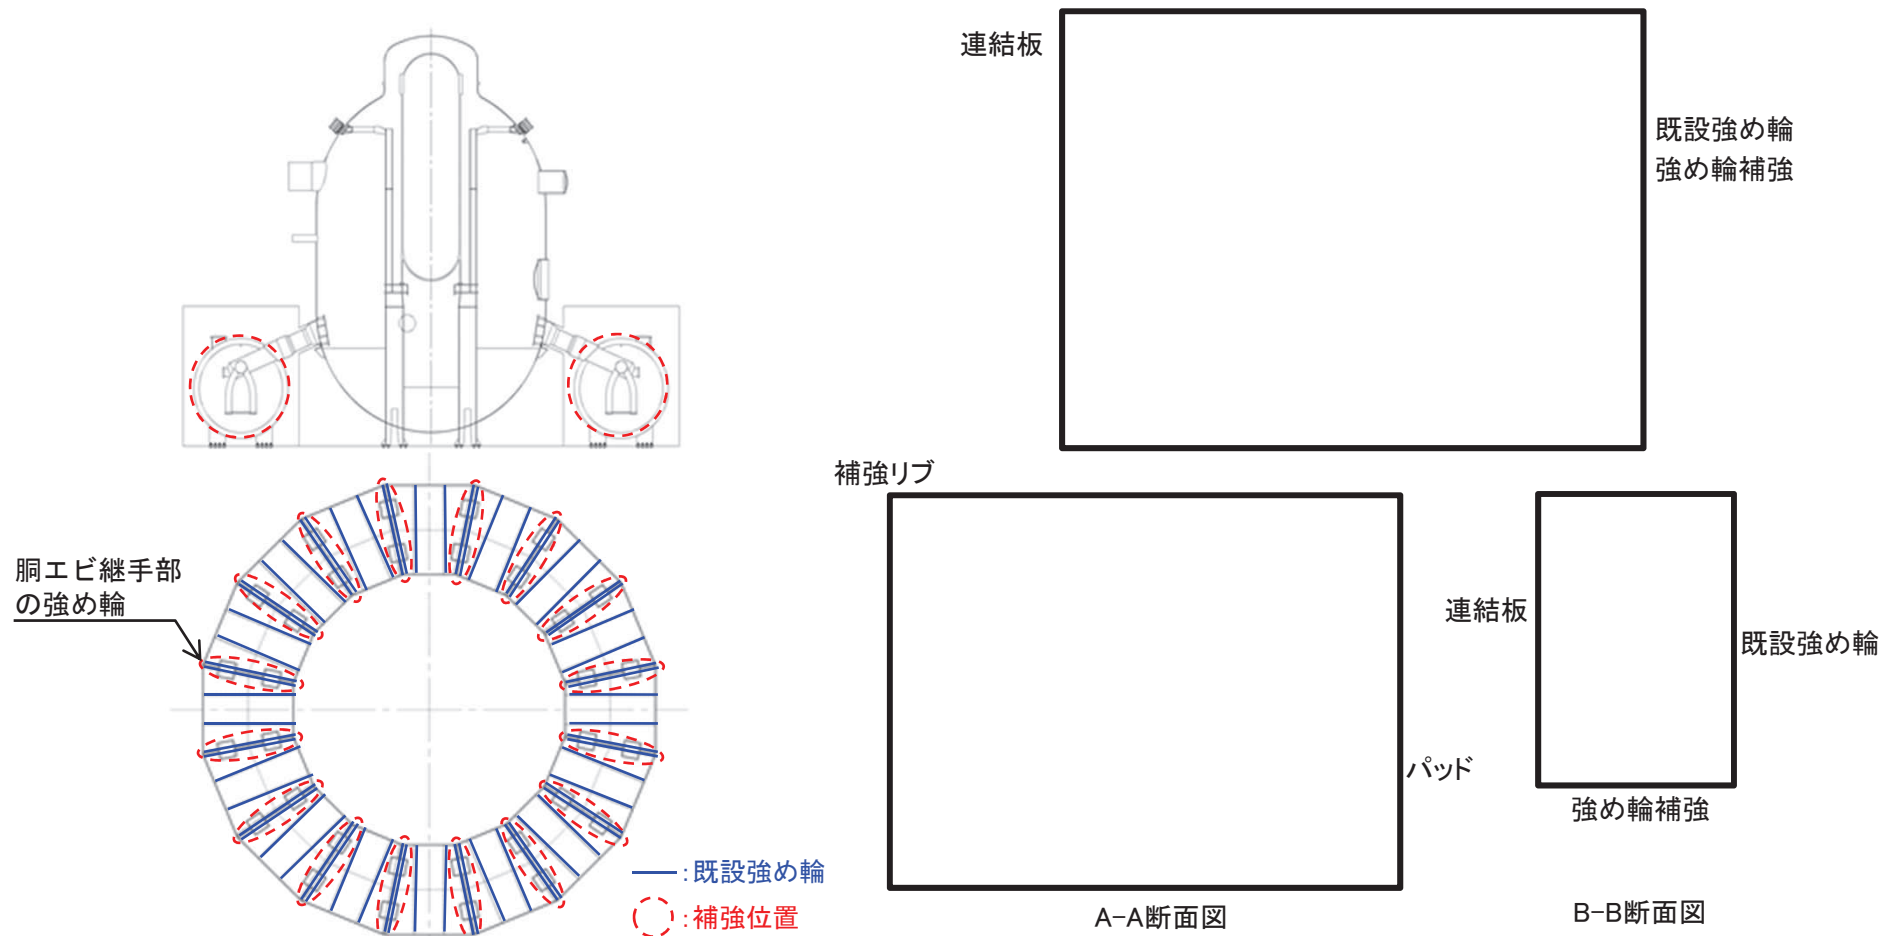 連結板
既設強め輪
強め輪補強
補強リブ
胴エビ継手部
の強め輪
連結板
既設強め輪
パッド
強め輪補強
:既設強め輪
:補強位置
A-A断面図
B-B断面図